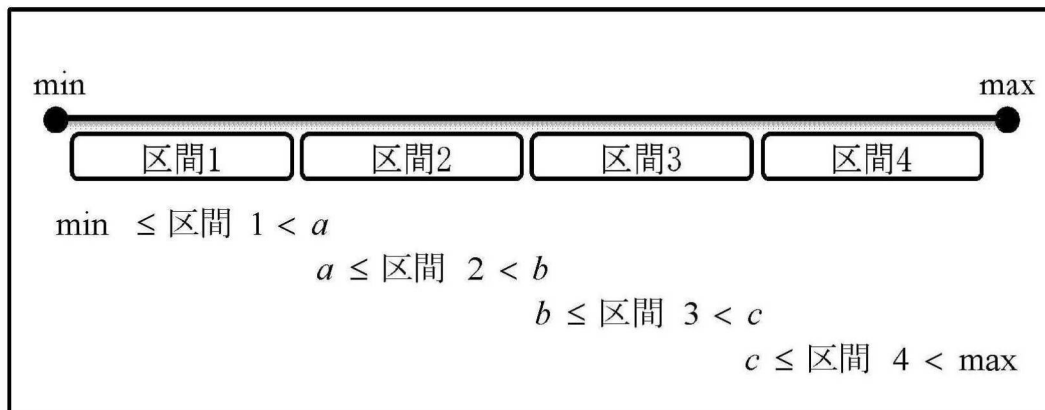 min max
区間1 区間2 区間3 区間4
min ≤ 区間 1 < a
a ≤ 区間 2 < b
b ≤ 区間 3 < c
c ≤ 区間 4 < max